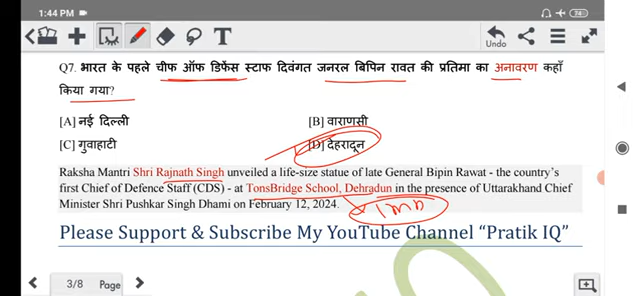 1:44 PM
74
Undo
Q7. भारत के पहले चीफ ऑफ डिफेंस स्टाफ दिवंगत जनरल बिपिन रावत की प्रतिमा का अनावरण कहाँ
किया गया?
[A] नई दिल्ली [B] वाराणसी
[C] गुवाहाटी [D] देहरादून
Raksha Mantri Shri Rajnath Singh unveiled a life-size statue of late General Bipin Rawat - the country's
first Chief of Defence Staff (CDS) - at TonsBridge School, Dehradun in the presence of Uttarakhand Chief
Minister Shri Pushkar Singh Dhami on February 12, 2024.
Please Support & Subscribe My YouTube Channel "Pratik IQ"
3/8 Page